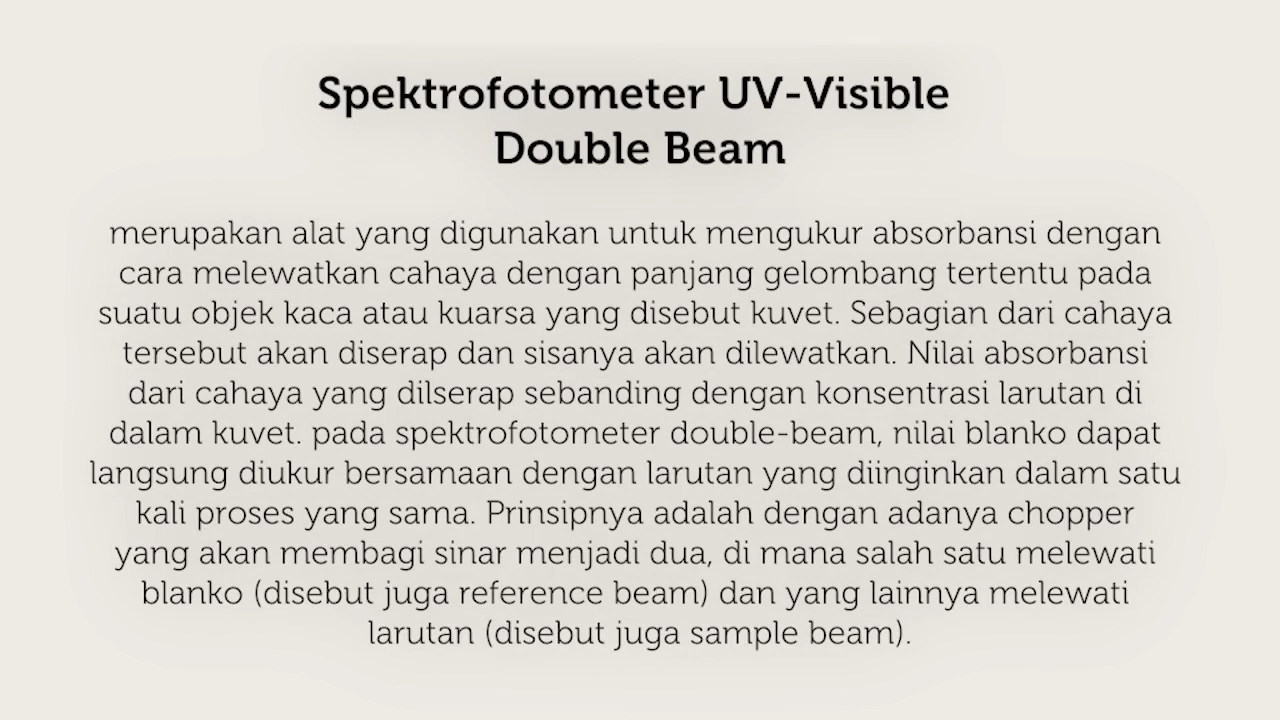 Spektrofotometer UV-Visible
Double Beam
merupakan alat yang digunakan untuk mengukur absorbansi dengan
cara melewatkan cahaya dengan panjang gelombang tertentu pada
suatu objek kaca atau kuarsa yang disebut kuvet. Sebagian dari cahaya
tersebut akan diserap dan sisanya akan dilewatkan. Nilai absorbansi
dari cahaya yang dilserap sebanding dengan konsentrasi larutan di
dalam kuvet. pada spektrofotometer double-beam, nilai blanko dapat
langsung diukur bersamaan dengan larutan yang diinginkan dalam satu
kali proses yang sama. Prinsipnya adalah dengan adanya chopper
yang akan membagi sinar menjadi dua, di mana salah satu melewati
blanko (disebut juga reference beam) dan yang lainnya melewati
larutan (disebut juga sample beam).